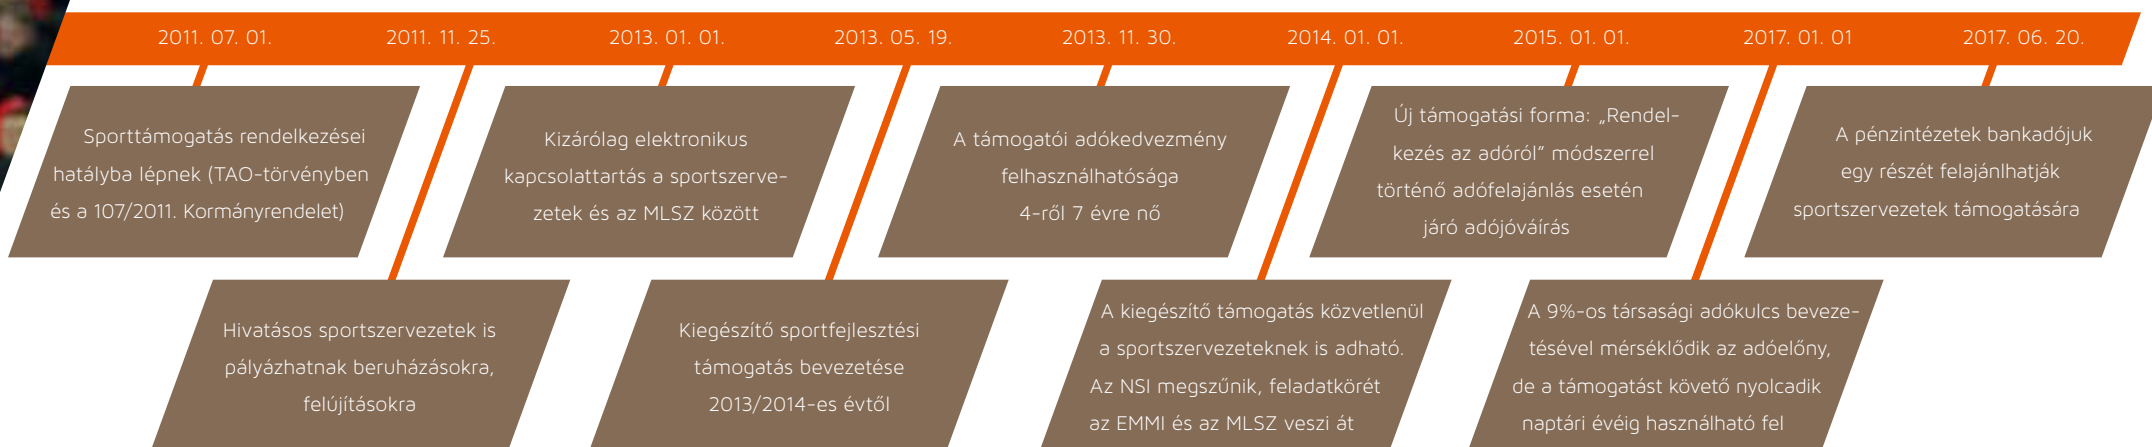 2011. 07. 01.
2011. 11. 25.
2013. 01. 01.
2013. 05. 19.
2013. 11. 30.
2014. 01. 01.
2015. 01. 01.
2017. 01. 01
2017. 06. 20.
Sporttámogatás rendelkezései
hatályba lépnek (TAO-törvényben
és a 107/2011. Kormányrendelet)
Hivatásos sportszervezetek is
pályázhatnak beruházásokra,
felújításokra
Kizárólag elektronikus
kapcsolattartás a sportszerve-
zetek és az MLSZ között
Kiegészítő sportfejlesztési
támogatás bevezetése
2013/2014-es évtől
A támogatói adókedvezmény
felhasználhatósága
4-ről 7 évre nő
A kiegészítő támogatás közvetlenül
a sportszervezeteknek is adható.
Az NSI megszűnik, feladatkörét
az EMMI és az MLSZ veszi át
Új támogatási forma: „Rendel-
kezés az adóról” módszerrel
történő adófelajánlás esetén
járó adójóváírás
A 9%-os társasági adókulcs beveze-
tésével mérséklődik az adóelőny,
de a támogatást követő nyolcadik
naptári évéig használható fel
A pénzintézetek bankadójuk
egy részét felajánlhatják
sportszervezetek támogatására